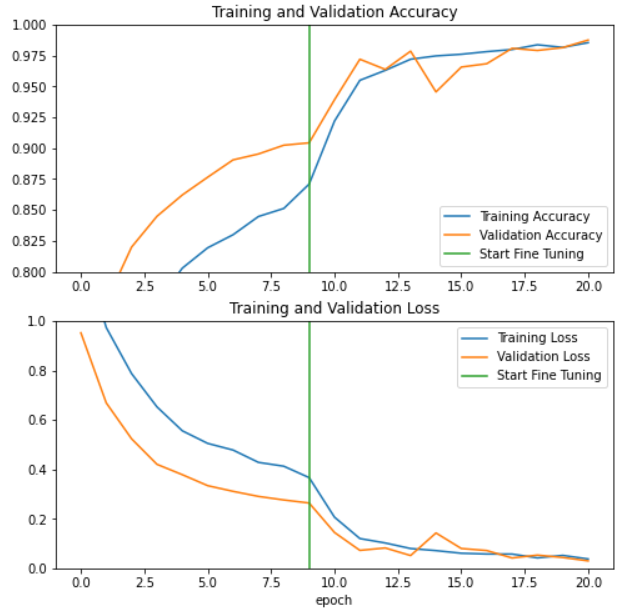 Training and Validation Accuracy
1.000
0.975
0.950
0.925
0.900
0.875
0.850
0.825
0.800
Training Accuracy
Validation Accuracy
Start Fine Tuning
0.0 2.5 5.0 7.5 10.0 12.5 15.0 17.5 20.0
Training and Validation Loss
1.0
0.8
0.6
0.4
0.2
0.0
Training Loss
Validation Loss
Start Fine Tuning
0.0 2.5 5.0 7.5 10.0 12.5 15.0 17.5 20.0
epoch